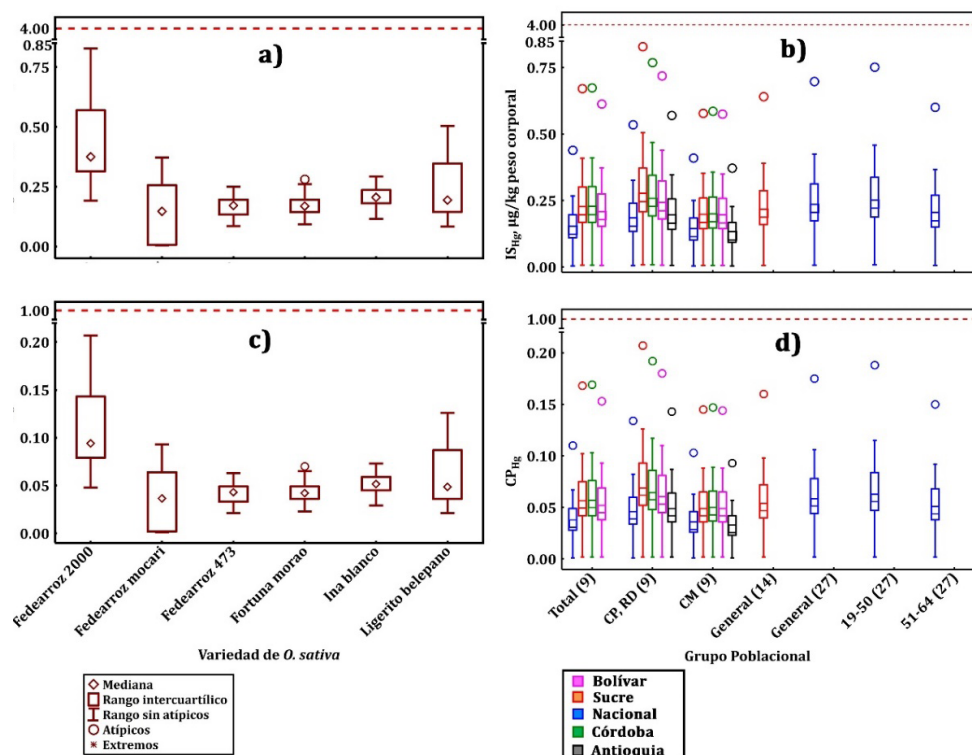 a)
4.00
0.85
0.75
0.50
0.25
0.00
b)
IS_Hg, µg/kg peso corporal
4.00
0.85
0.75
0.50
0.25
0.00
c)
1.00
0.20
0.15
0.10
0.05
0.00
d)
CP_Hg
1.00
0.20
0.15
0.10
0.05
0.00
Fedearroz 2000
Fedearroz mocari
Fedearroz 473
Fortuna morao
Ina blanco
Ligerito belepano
Variedad de O. sativa
Total (9)
CP, RD (9)
CM (9)
General (14)
General (27)
19-50 (27)
51-64 (27)
Grupo Poblacional
Mediana
Rango intercuartílico
Rango sin atípicos
Atípicos
Extremos
Bolívar
Sucre
Nacional
Córdoba
Antioquia